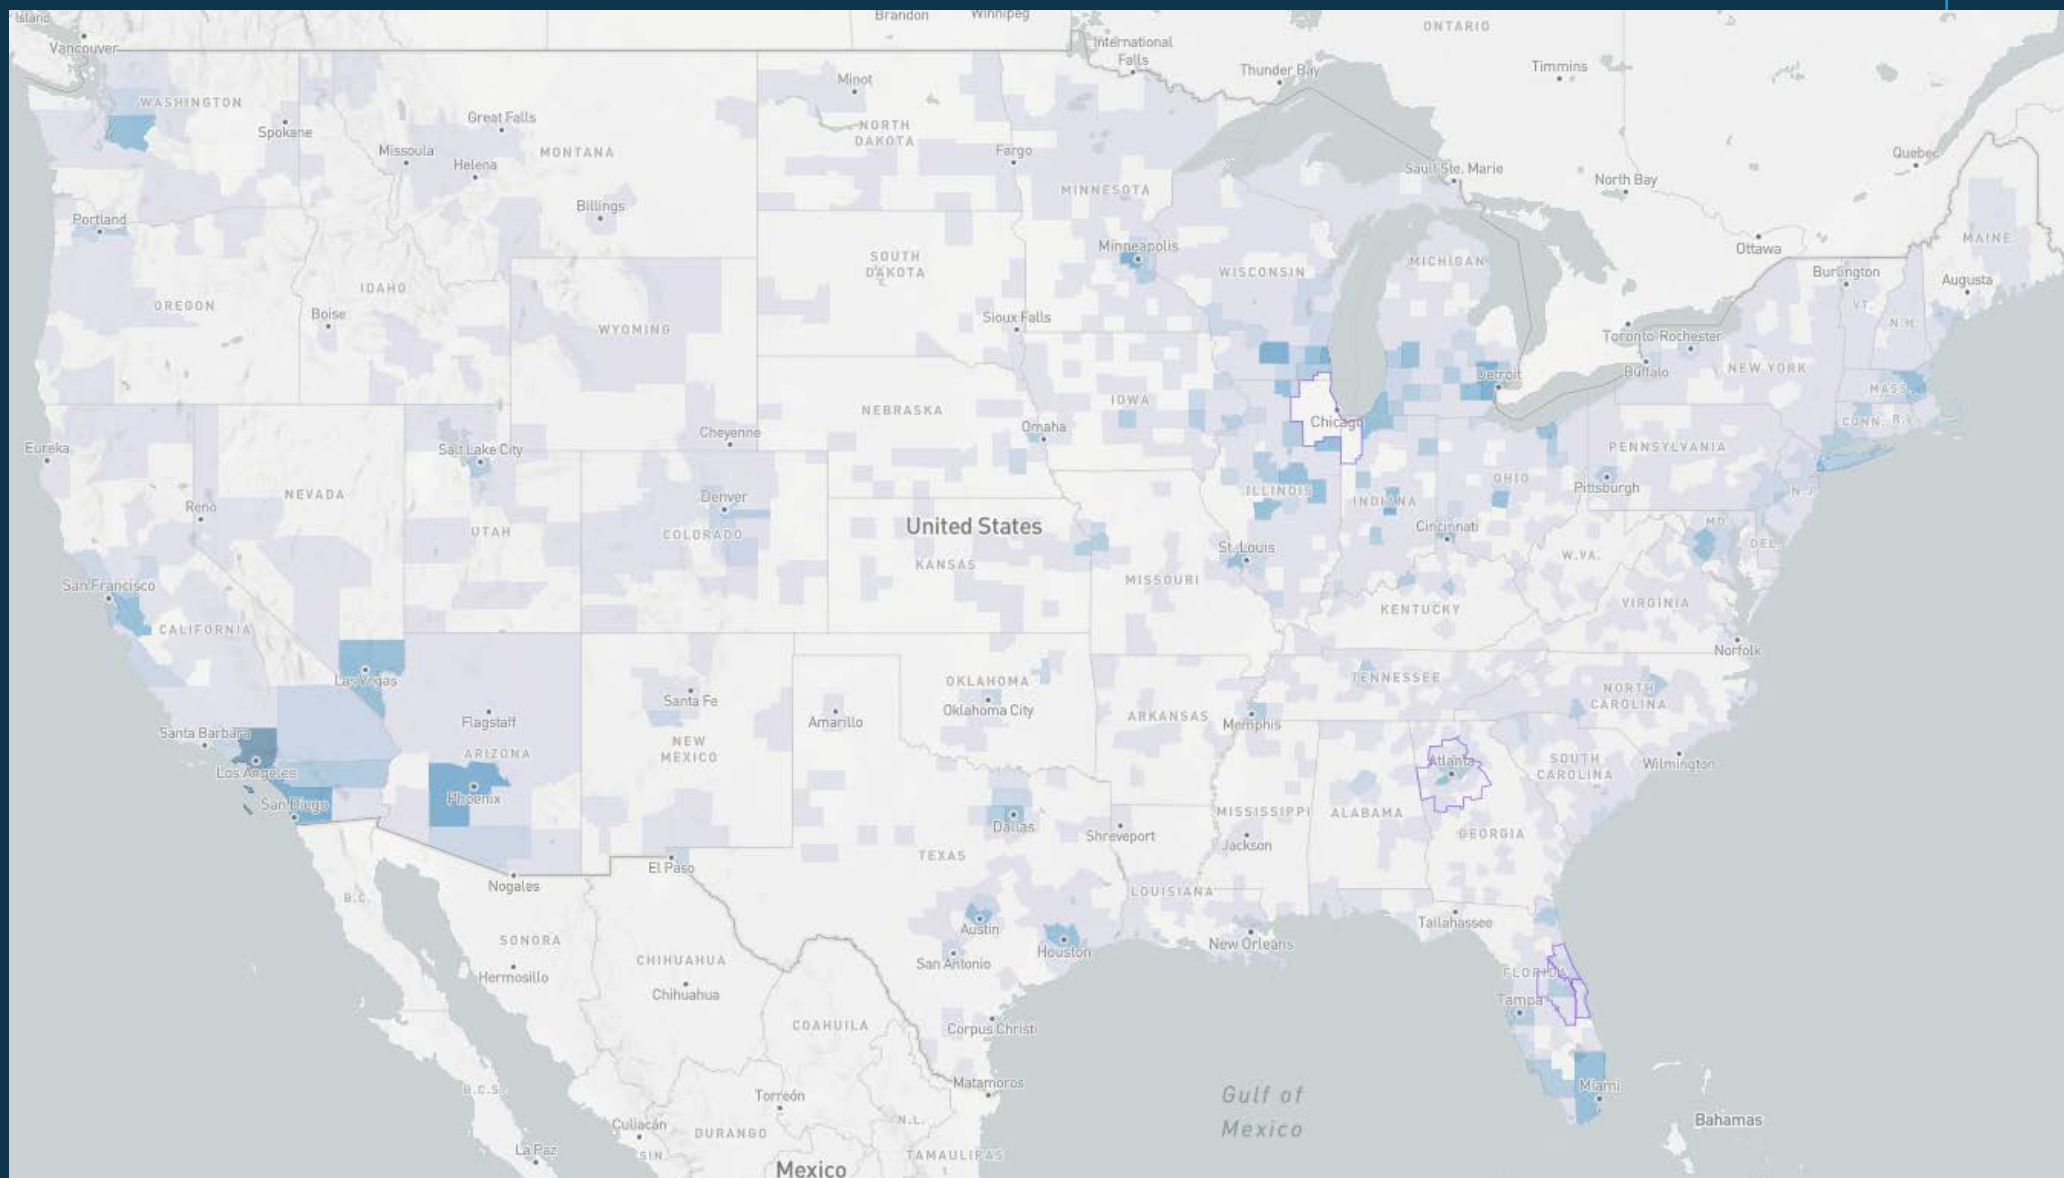 Island
Brandon
Winnipeg
ONTARIO
Vancouver
International
Falls
Thunder Bay
Timmins
Minot
WASHINGTON
Spokane
Great Falls
NORTH
DAKOTA
Missoula
Helena
MONTANA
Fargo
Quebec
Sault Ste. Marie
North Bay
MINNESOTA
Billings
Portland
Minneapolis
Ottawa
MAINE
SOUTH
DAKOTA
WISCONSIN
MICHIGAN
Burlington
Augusta
IDAHO
OREGON
Boise
WYOMING
Sioux Falls
VT.
N.H.
Toronto
Rochester
Detroit
Buffalo
NEW YORK
MASS.
NEBRASKA
IOWA
Chicago
CONN.
R.I.
Eureka
Salt Lake City
Cheyenne
Omaha
PENNSYLVANIA
NEVADA
Denver
ILLINOIS
INDIANA
OHIO
Pittsburgh
N.J.
Reno
UTAH
COLORADO
United States
Cincinnati
MD.
DEL.
St. Louis
W.VA.
San Francisco
KANSAS
MISSOURI
KENTUCKY
VIRGINIA
CALIFORNIA
Norfolk
Las Vegas
Santa Fe
OKLAHOMA
Oklahoma City
TENNESSEE
NORTH
CAROLINA
Flagstaff
Amarillo
ARKANSAS
Memphis
Santa Barbara
ARIZONA
NEW
MEXICO
Los Angeles
Atlanta
SOUTH
CAROLINA
Wilmington
San Diego
Phoenix
Dallas
Shreveport
MISSISSIPPI
ALABAMA
GEORGIA
Jackson
TEXAS
El Paso
Nogales
B.C.
LOUISIANA
Tallahassee
SONORA
Austin
New Orleans
Hermosillo
CHIHUAHUA
San Antonio
Houston
FLORIDA
Chihuahua
Tampa
COAHUILA
Corpus Christi
B.C.S.
Torreón
Matamoros
Gulf of
Mexico
Miami
Culiacán
DURANGO
N.L.
Bahamas
La Paz
SIN.
Mexico
TAMAULIPAS